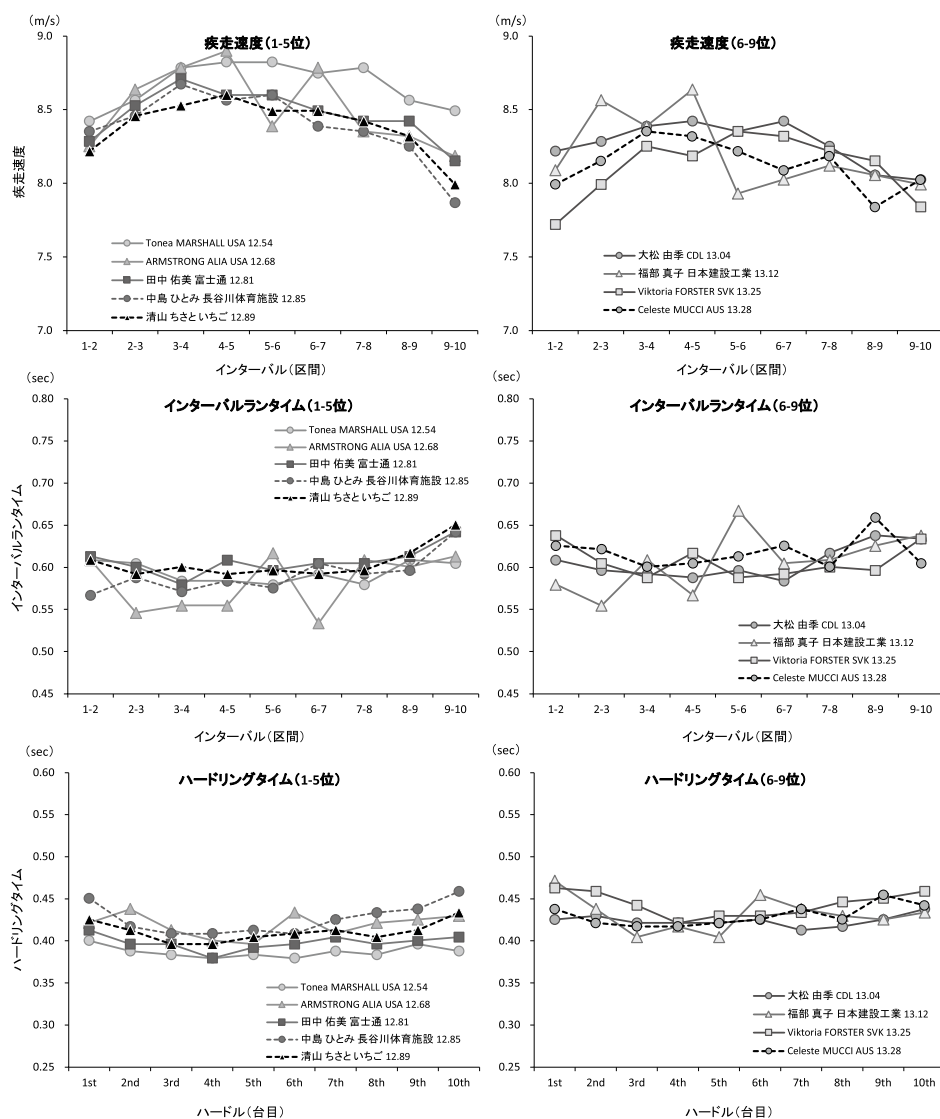 （m/s）
疾走速度（1-5位）
9.0
8.5
8.0
7.5
7.0
疾走速度
Tonea MARSHALL USA 12.54
ARMSTRONG ALIA USA 12.68
田中 佑美 富士通 12.81
中島 ひとみ 長谷川体育施設 12.85
清山 ちさと いちご 12.89
1-2 2-3 3-4 4-5 5-6 6-7 7-8 8-9 9-10
インターバル（区間）
（m/s）
疾走速度（6-9位）
9.0
8.5
8.0
7.5
7.0
大松 由季 CDL 13.04
福部 真子 日本建設工業 13.12
Viktoria FORSTER SVK 13.25
Celeste MUCCI AUS 13.28
1-2 2-3 3-4 4-5 5-6 6-7 7-8 8-9 9-10
インターバル（区間）
（sec）
インターバルランタイム（1-5位）
0.80
0.75
0.70
0.65
0.60
0.55
0.50
0.45
インターバルランタイム
Tonea MARSHALL USA 12.54
ARMSTRONG ALIA USA 12.68
田中 佑美 富士通 12.81
中島 ひとみ 長谷川体育施設 12.85
清山 ちさと いちご 12.89
1-2 2-3 3-4 4-5 5-6 6-7 7-8 8-9 9-10
インターバル（区間）
（sec）
インターバルランタイム（6-9位）
0.80
0.75
0.70
0.65
0.60
0.55
0.50
0.45
大松 由季 CDL 13.04
福部 真子 日本建設工業 13.12
Viktoria FORSTER SVK 13.25
Celeste MUCCI AUS 13.28
1-2 2-3 3-4 4-5 5-6 6-7 7-8 8-9 9-10
インターバル（区間）
（sec）
ハードリングタイム（1-5位）
0.60
0.55
0.50
0.45
0.40
0.35
0.30
0.25
ハードリングタイム
Tonea MARSHALL USA 12.54
ARMSTRONG ALIA USA 12.68
田中 佑美 富士通 12.81
中島 ひとみ 長谷川体育施設 12.85
清山 ちさと いちご 12.89
1st 2nd 3rd 4th 5th 6th 7th 8th 9th 10th
ハードル（台目）
（sec）
ハードリングタイム（6-9位）
0.60
0.55
0.50
0.45
0.40
0.35
0.30
0.25
大松 由季 CDL 13.04
福部 真子 日本建設工業 13.12
Viktoria FORSTER SVK 13.25
Celeste MUCCI AUS 13.28
1st 2nd 3rd 4th 5th 6th 7th 8th 9th 10th
ハードル（台目）